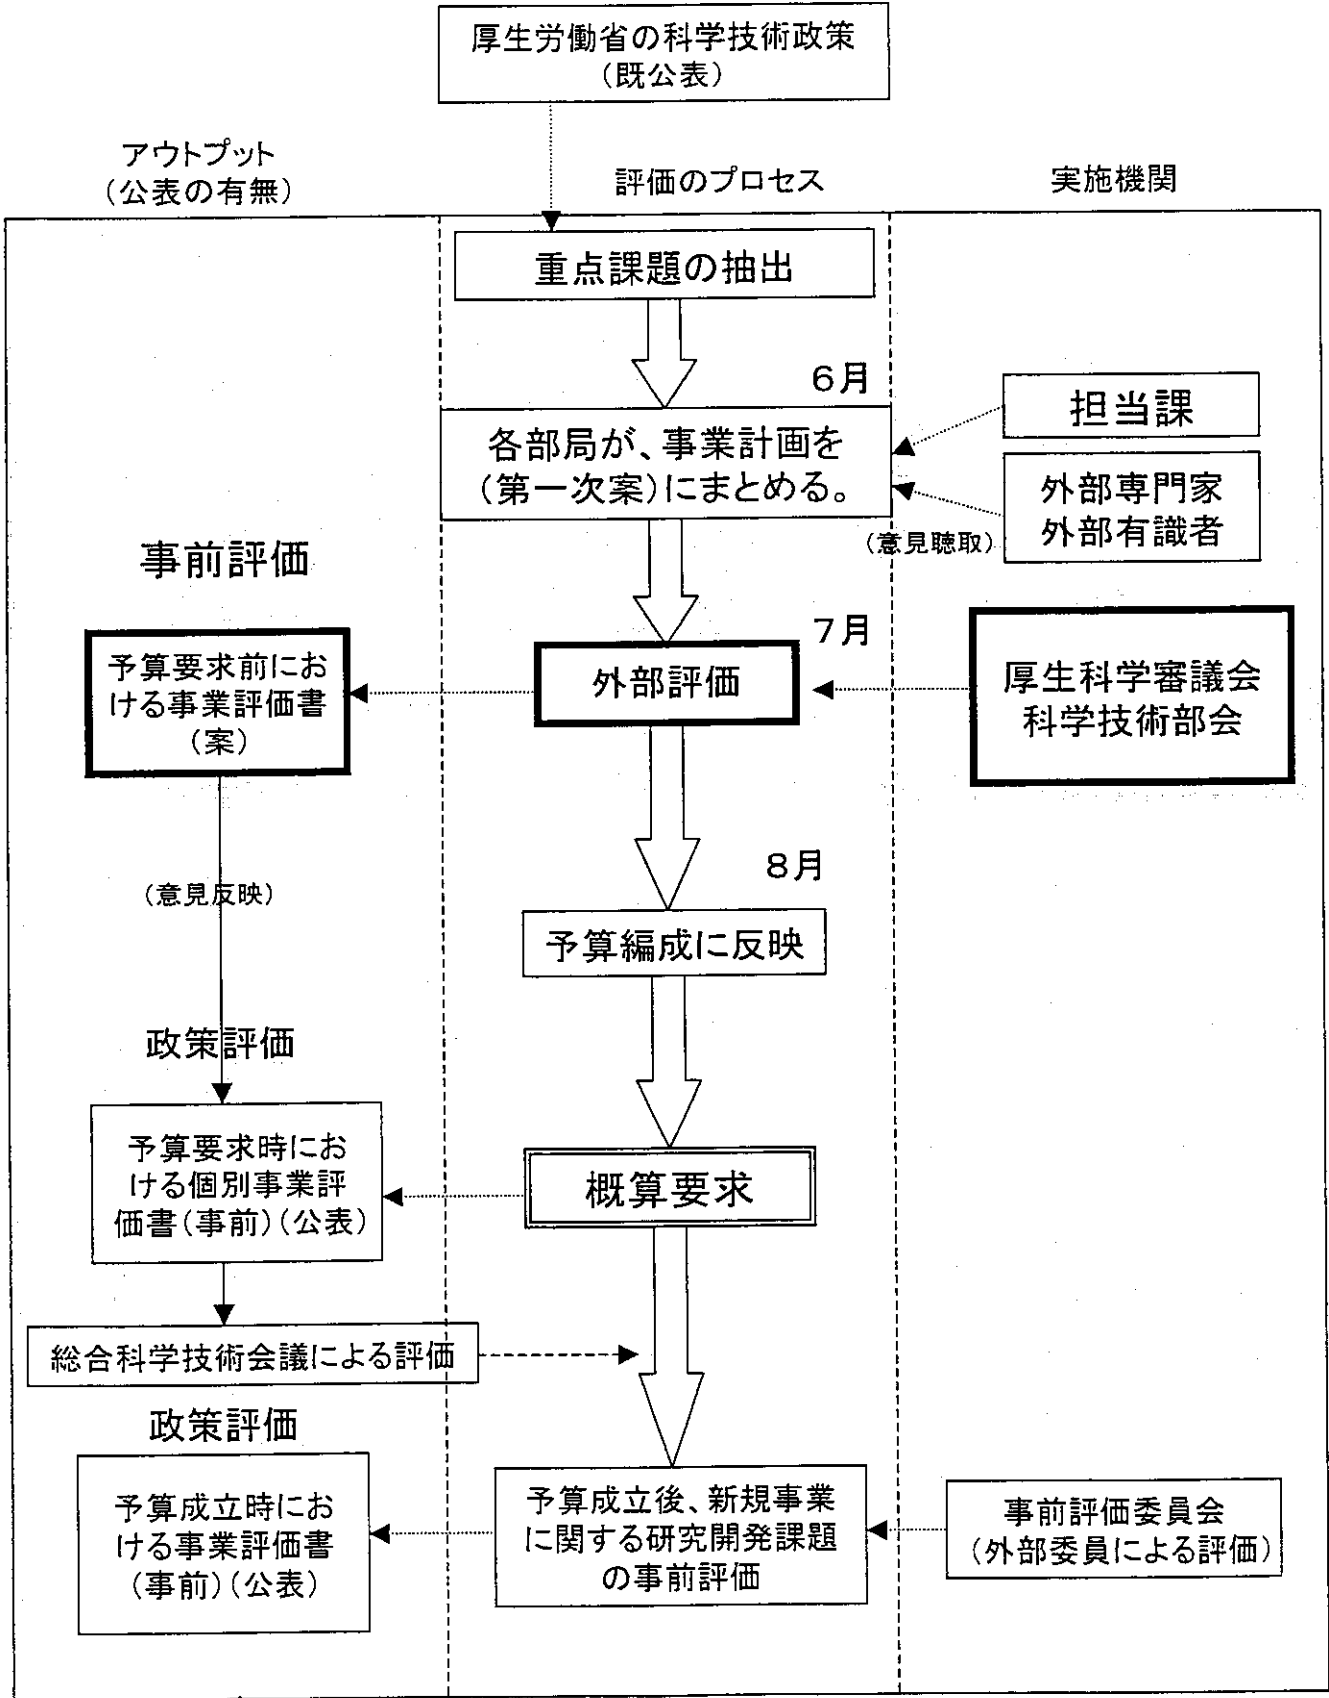 厚生労働省の科学技術政策
（既公表）
アウトプット
（公表の有無）
評価のプロセス
実施機関
重点課題の抽出
6月
担当課
各部局が、事業計画を
（第一次案）にまとめる。
外部専門家
外部有識者
（意見聴取）
事前評価
7月
予算要求前にお
ける事業評価書
（案）
外部評価
厚生科学審議会
科学技術部会
（意見反映）
8月
予算編成に反映
政策評価
予算要求時にお
ける個別事業評
価書（事前）（公表）
概算要求
総合科学技術会議による評価
政策評価
予算成立時にお
ける事業評価書
（事前）（公表）
予算成立後、新規事業
に関する研究開発課題
の事前評価
事前評価委員会
（外部委員による評価）